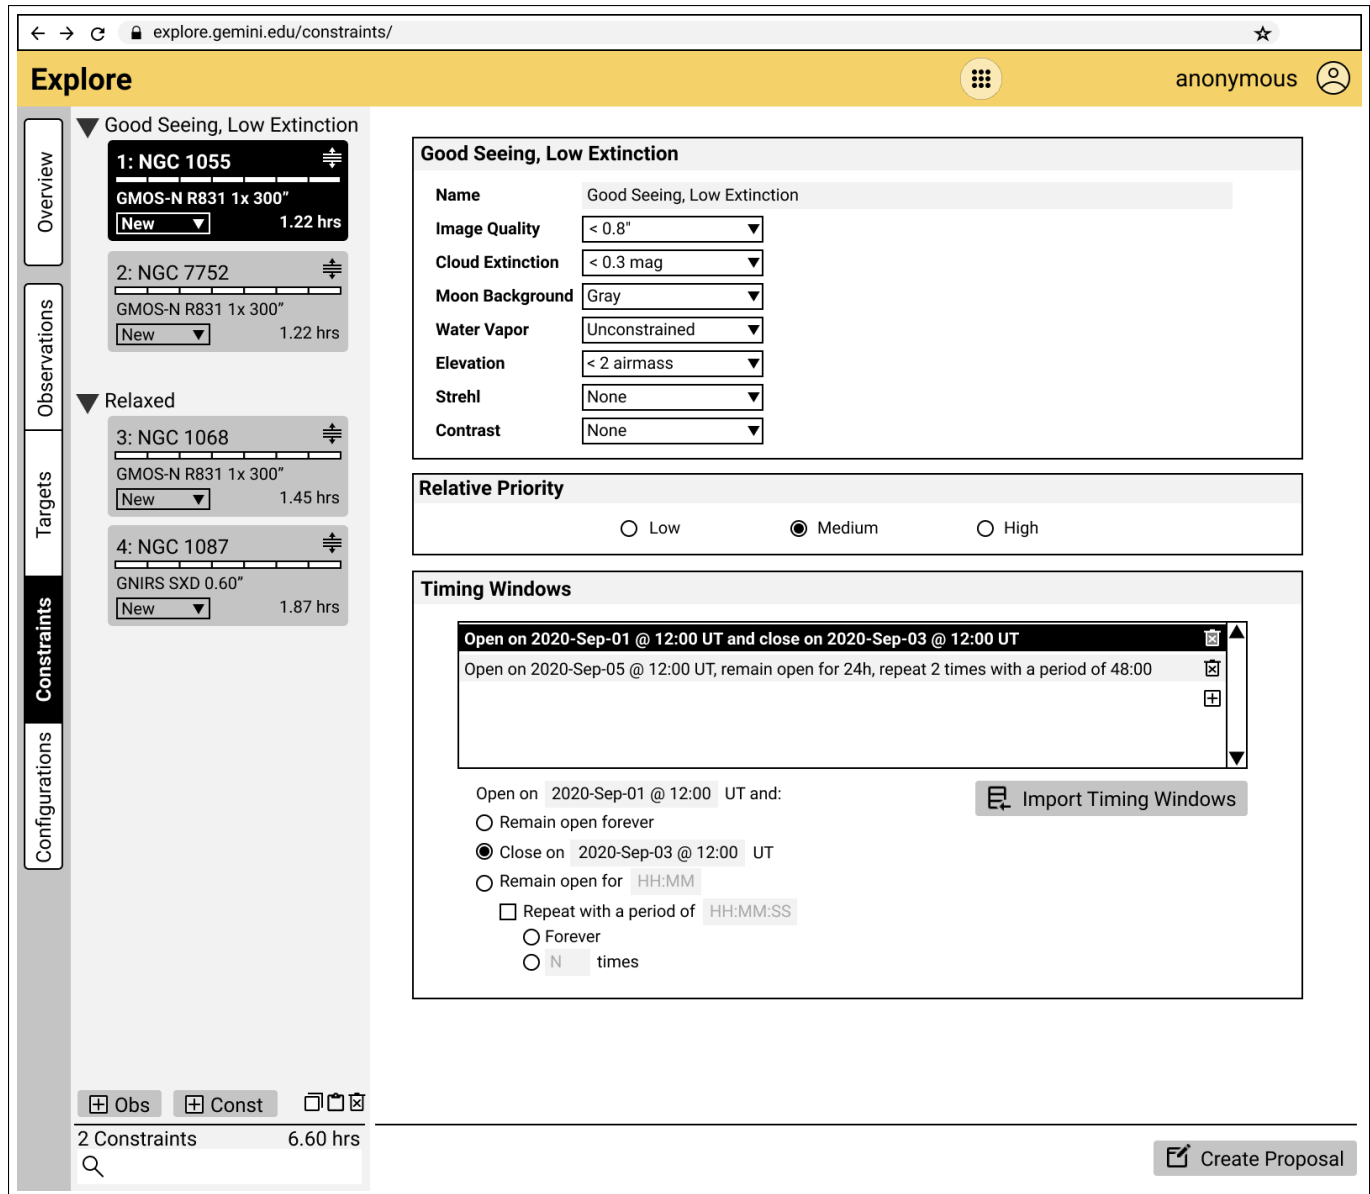 explore.gemini.edu/constraints/
Explore
anonymous
Overview
Observations
Targets
Constraints
Configurations
Good Seeing, Low Extinction
1: NGC 1055
GMOS-N R831 1x 300”
New 1.22 hrs
2: NGC 7752
GMOS-N R831 1x 300”
New 1.22 hrs
Relaxed
3: NGC 1068
GMOS-N R831 1x 300”
New 1.45 hrs
4: NGC 1087
GNIRS SXD 0.60”
New 1.87 hrs
Obs Const
2 Constraints 6.60 hrs
Good Seeing, Low Extinction
Name Good Seeing, Low Extinction
Image Quality < 0.8"
Cloud Extinction < 0.3 mag
Moon Background Gray
Water Vapor Unconstrained
Elevation < 2 airmass
Strehl None
Contrast None
Relative Priority
Low Medium High
Timing Windows
Open on 2020-Sep-01 @ 12:00 UT and close on 2020-Sep-03 @ 12:00 UT
Open on 2020-Sep-05 @ 12:00 UT, remain open for 24h, repeat 2 times with a period of 48:00
Open on 2020-Sep-01 @ 12:00 UT and:
Import Timing Windows
Remain open forever
Close on 2020-Sep-03 @ 12:00 UT
Remain open for HH:MM
Repeat with a period of HH:MM:SS
Forever
N times
Create Proposal